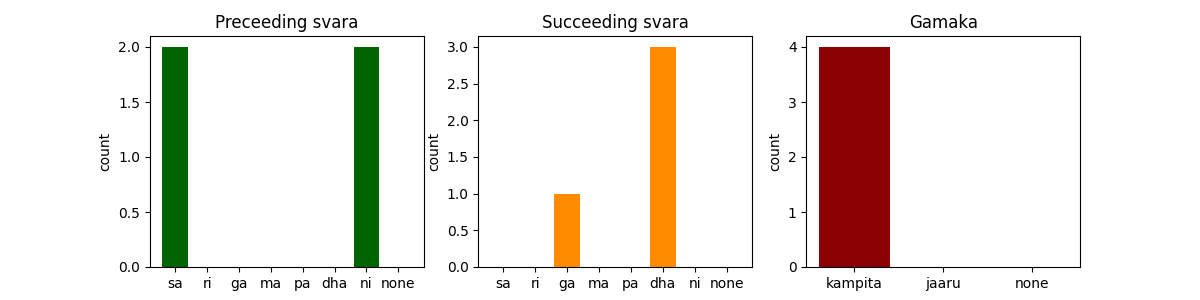 Preceeding svara
count
2.0
1.5
1.0
0.5
0.0
sa ri ga ma pa dha ni none
Succeeding svara
count
3.0
2.5
2.0
1.5
1.0
0.5
0.0
sa ri ga ma pa dha ni none
Gamaka
count
4
3
2
1
0
kampita jaaru none